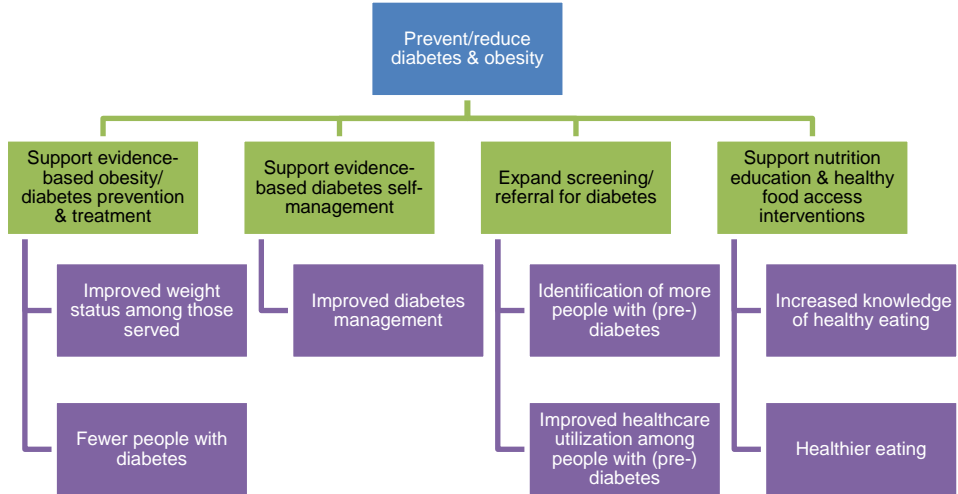 Prevent/reduce
diabetes & obesity
Support evidence-
based obesity/
diabetes prevention
& treatment
Support evidence-
based diabetes self-
management
Expand screening/
referral for diabetes
Support nutrition
education & healthy
food access
interventions
Improved weight
status among those
served
Improved diabetes
management
Identification of more
people with (pre-)
diabetes
Increased knowledge
of healthy eating
Fewer people with
diabetes
Improved healthcare
utilization among
people with (pre-)
diabetes
Healthier eating